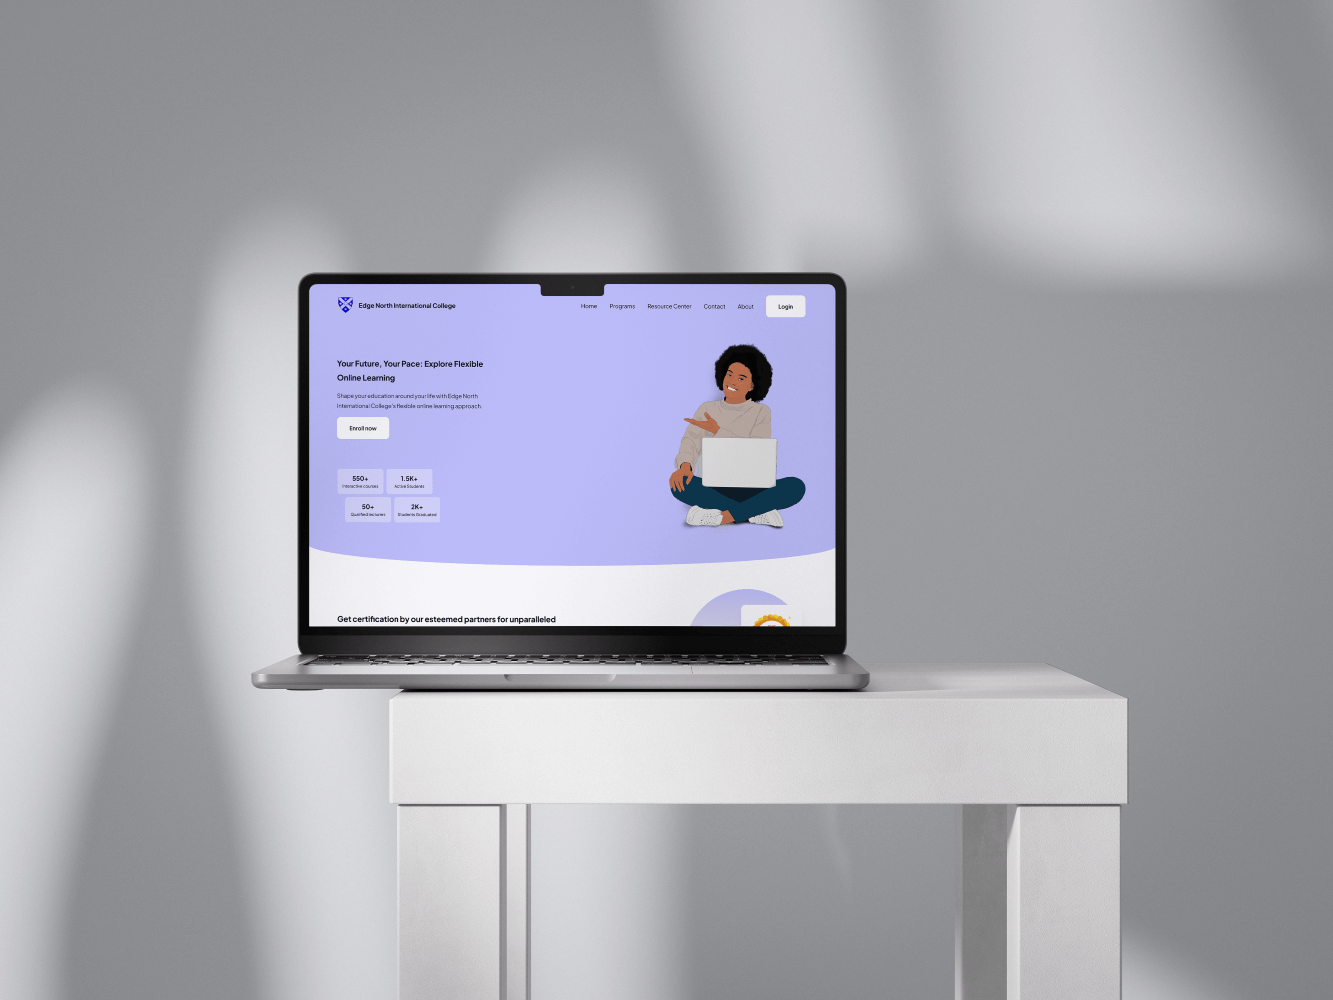 Edge North International College
Home Programs Resource Center Contact About Login
Your Future, Your Pace: Explore Flexible
Online Learning
Shape your education around your life with Edge North
International College's flexible online learning approach.
Enroll now
550+ 1.5K+
Interactive courses Active Students
50+ 2K+
Qualified lecturers Students Graduated
Get certification by our esteemed partners for unparalleled